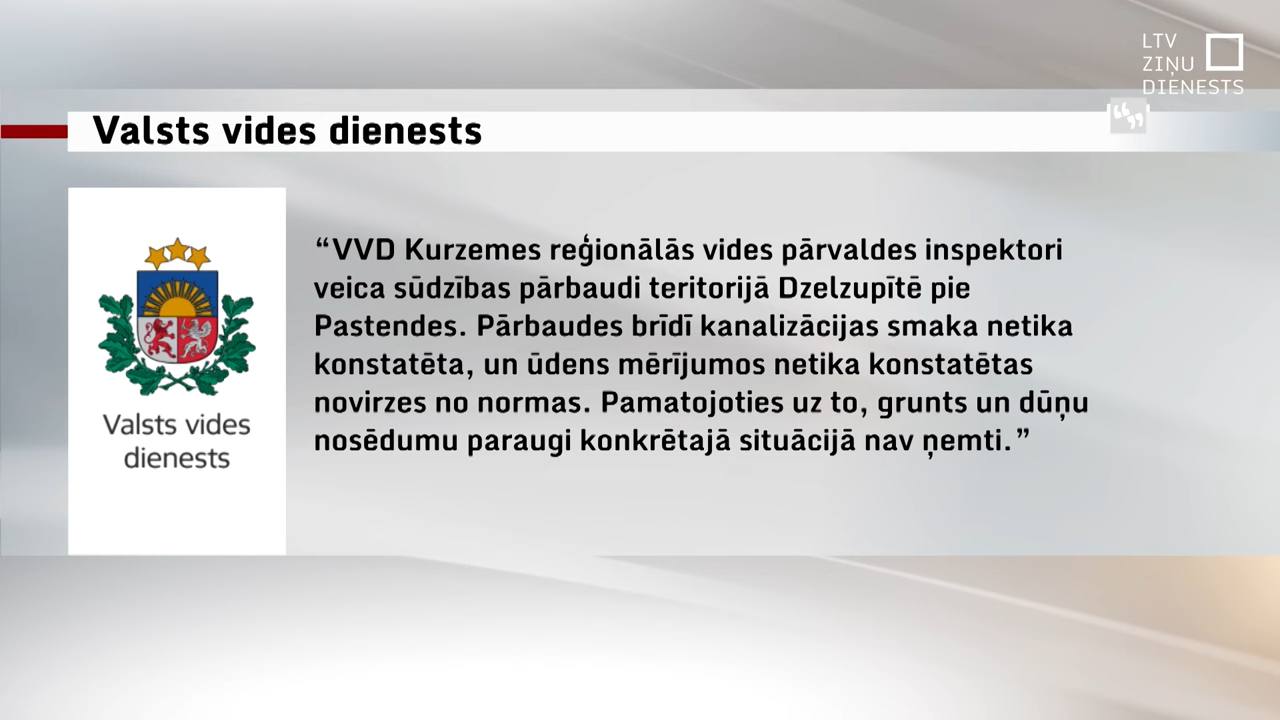 LTV
ZIŅU
DIENESTS
Valsts vides dienests
“VVD Kurzemes reģionālās vides pārvaldes inspektori
veica sūdzības pārbaudi teritorijā Dzelzupītē pie
Pastendes. Pārbaudes brīdī kanalizācijas smaka netika
konstatēta, un ūdens mērījumos netika konstatētas
novirzes no normas. Pamatojoties uz to, grunts un dūņu
nosēdumu paraugi konkrētajā situācijā nav ņemti.”
Valsts vides
dienests